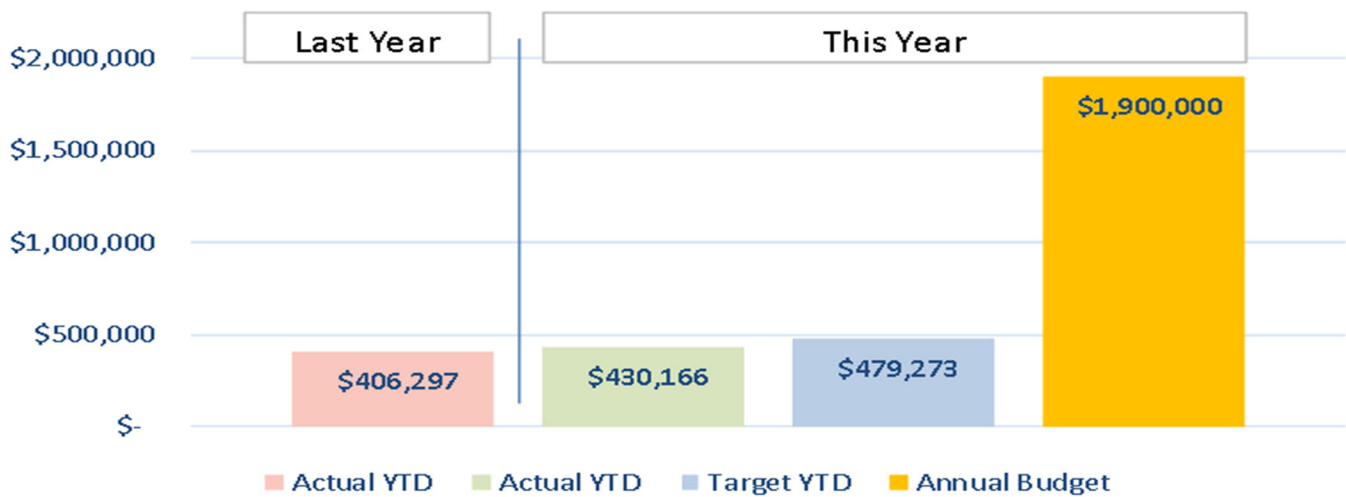 Last Year
This Year
$2,000,000
$1,900,000
$1,500,000
$1,000,000
$500,000
$406,297
$430,166
$479,273
$-
Actual YTD
Actual YTD
Target YTD
Annual Budget